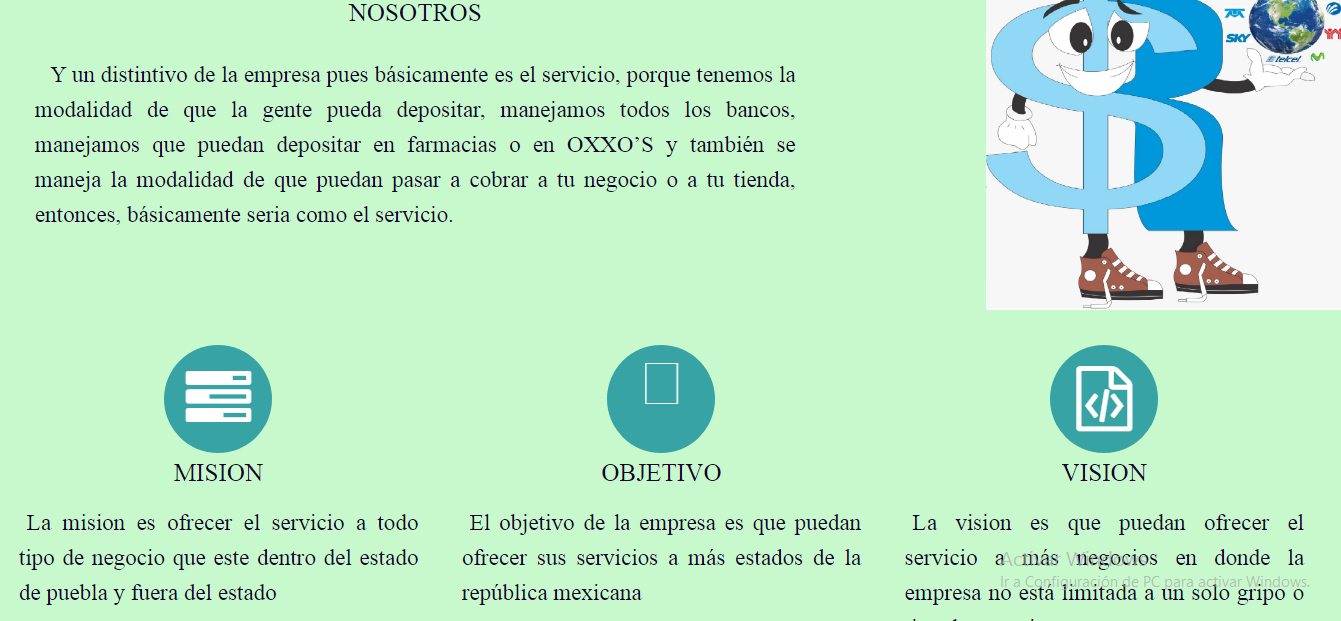 NOSOTROS
Y un distintivo de la empresa pues básicamente es el servicio, porque tenemos la
modalidad de que la gente pueda depositar, manejamos todos los bancos,
manejamos que puedan depositar en farmacias o en OXXO’S y también se
maneja la modalidad de que puedan pasar a cobrar a tu negocio o a tu tienda,
entonces, básicamente seria como el servicio.
SKY
telcel
MISION
La mision es ofrecer el servicio a todo
tipo de negocio que este dentro del estado
de puebla y fuera del estado
OBJETIVO
El objetivo de la empresa es que puedan
ofrecer sus servicios a más estados de la
república mexicana
VISION
La vision es que puedan ofrecer el
servicio a más negocios en donde la
empresa no está limitada a un solo gripo o
Activar Windows
Ir a Configuración de PC para activar Windows.